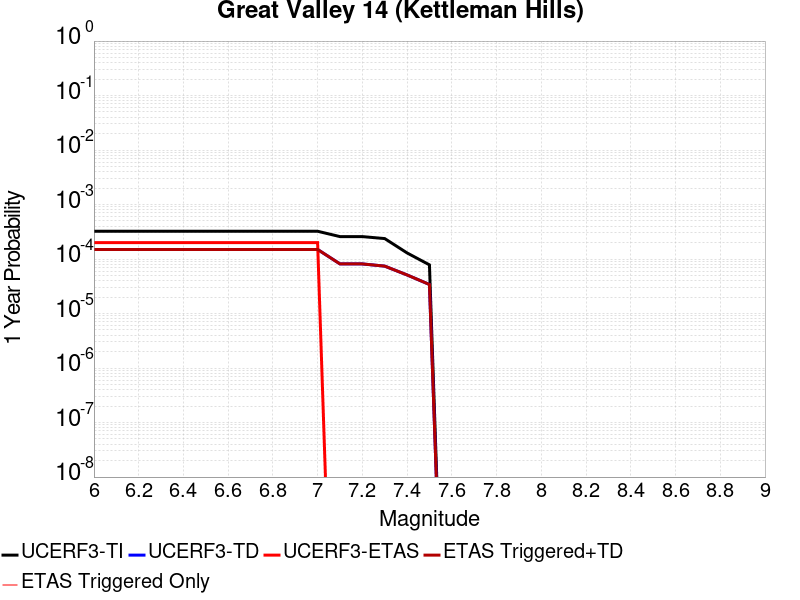 Great Valley 14 (Kettleman Hills)
10^0
10^-1
10^-2
10^-3
10^-4
10^-5
10^-6
10^-7
10^-8
1 Year Probability
6 6.2 6.4 6.6 6.8 7 7.2 7.4 7.6 7.8 8 8.2 8.4 8.6 8.8 9
Magnitude
UCERF3-TI UCERF3-TD UCERF3-ETAS ETAS Triggered+TD
ETAS Triggered Only